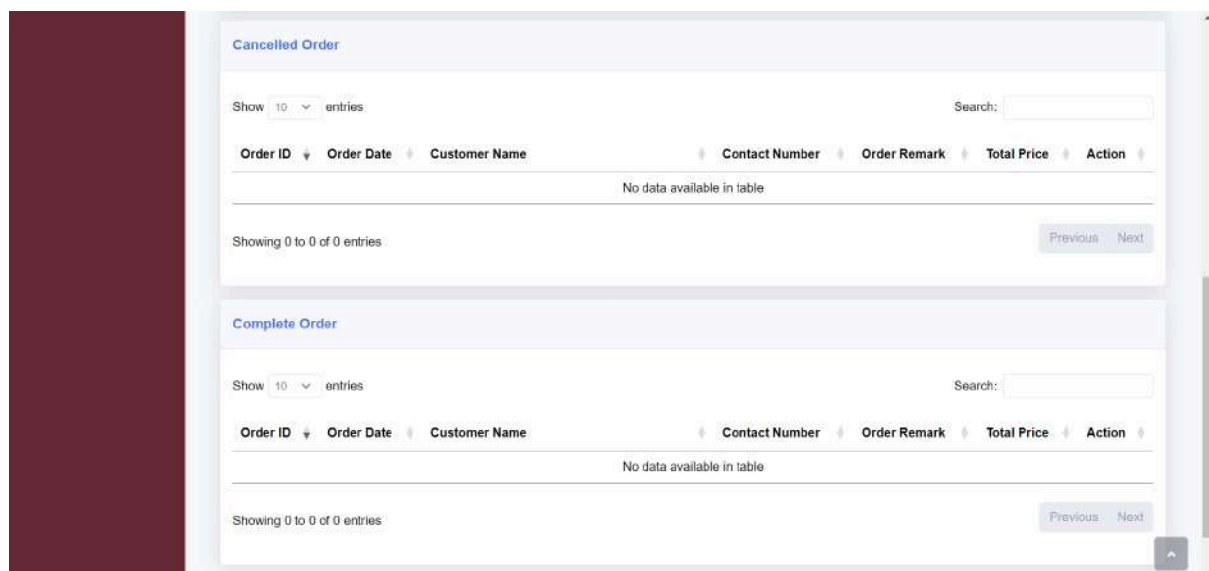 Cancelled Order
Show 10 entries Search:
Order ID Order Date Customer Name Contact Number Order Remark Total Price Action
No data available in table
Showing 0 to 0 of 0 entries Previous Next
Complete Order
Show 10 entries Search:
Order ID Order Date Customer Name Contact Number Order Remark Total Price Action
No data available in table
Showing 0 to 0 of 0 entries Previous Next